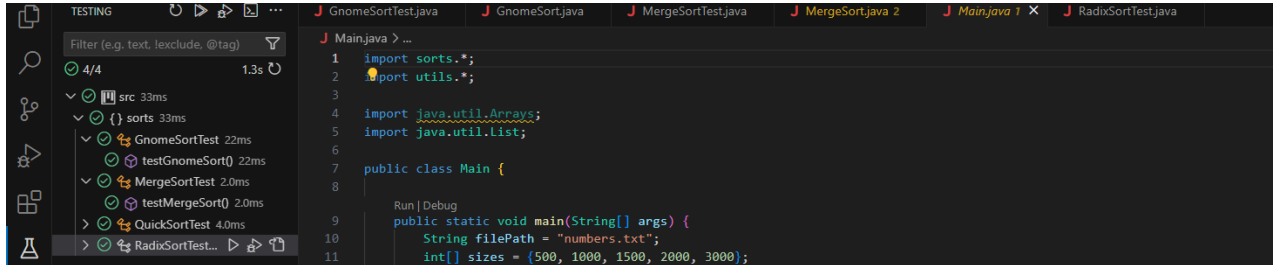 TESTING
Filter (e.g. text, !exclude, @tag)
4/4 1.3s
src 33ms
{} sorts 33ms
GnomeSortTest 22ms
testGnomeSort() 22ms
MergeSortTest 2.0ms
testMergeSort() 2.0ms
QuickSortTest 4.0ms
RadixSortTest...
J GnomeSortTest.java J GnomeSort.java J MergeSortTest.java J MergeSort.java 2 J Main.java 1 J RadixSortTest.java
J Main.java > ...
1 import sorts.*;
2 import utils.*;
3
4 import java.util.Arrays;
5 import java.util.List;
6
7 public class Main {
8
Run | Debug
9 public static void main(String[] args) {
10 String filePath = "numbers.txt";
11 int[] sizes = {500, 1000, 1500, 2000, 3000};